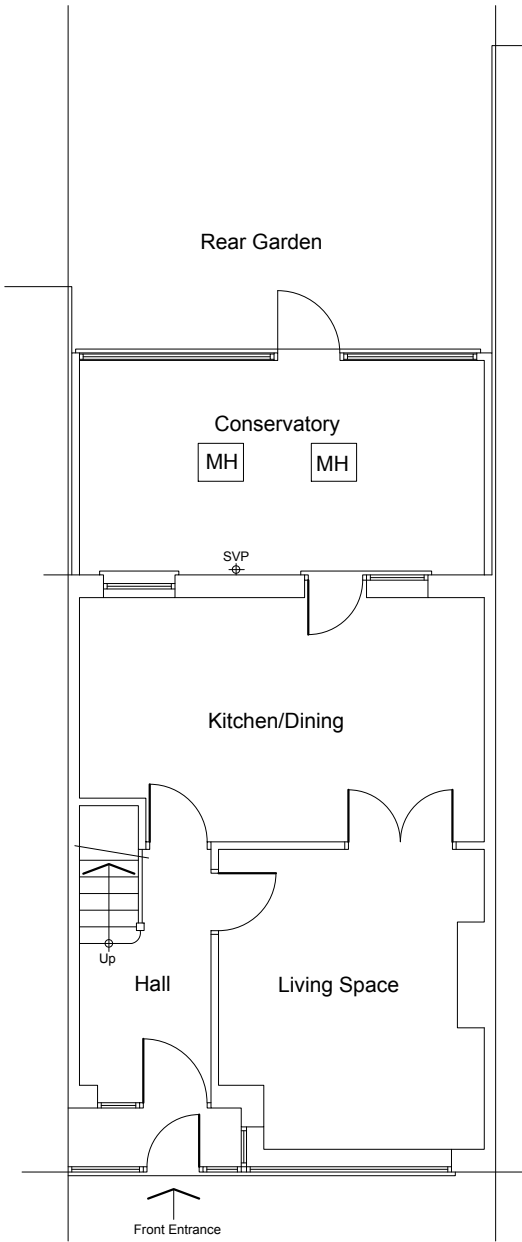 Rear Garden
Conservatory
MH
MH
SVP
Kitchen/Dining
Up
Hall
Living Space
Front Entrance